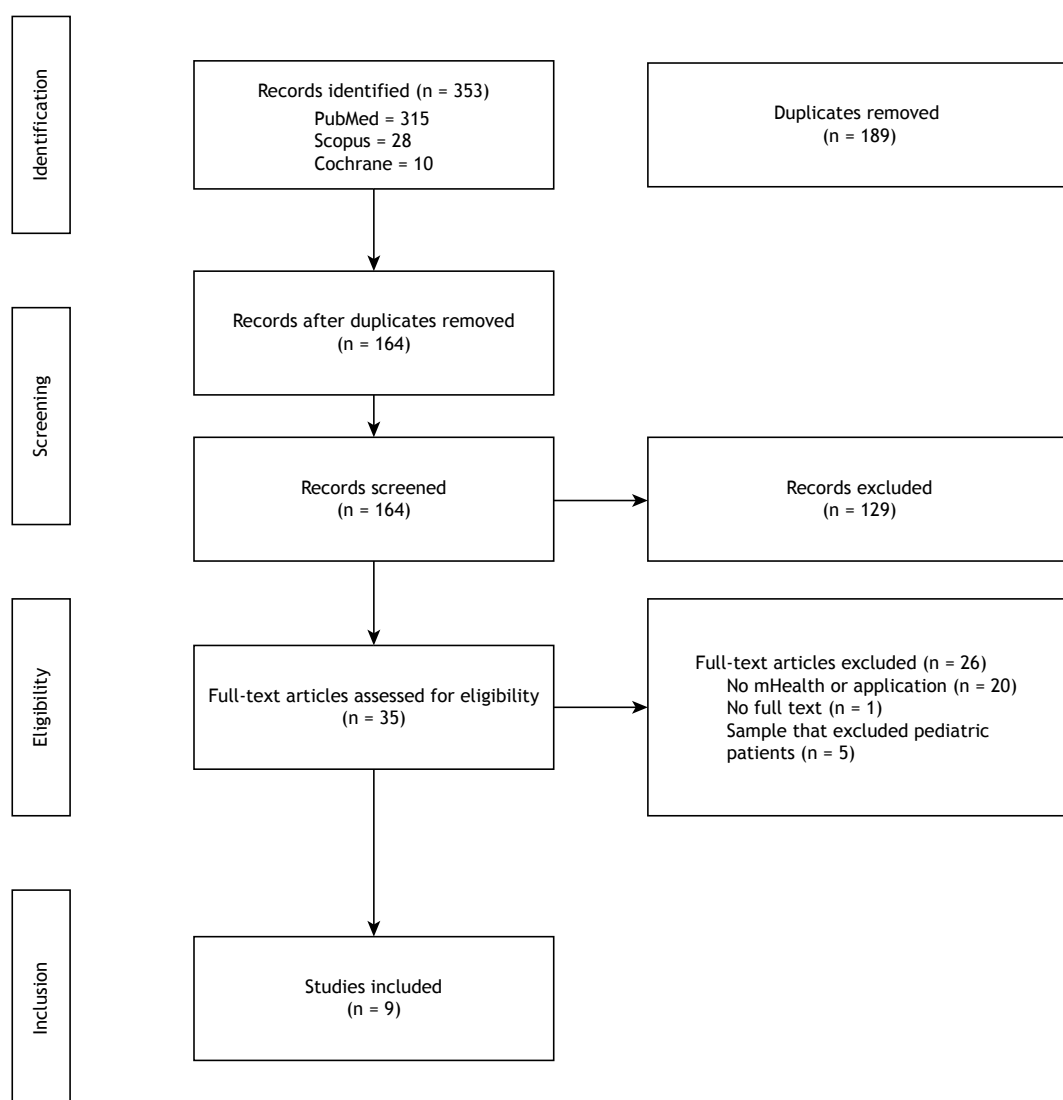 Identification
Records identified (n = 353)
PubMed = 315
Scopus = 28
Cochrane = 10
Duplicates removed
(n = 189)
Screening
Records after duplicates removed
(n = 164)
Records screened
(n = 164)
Records excluded
(n = 129)
Eligibility
Full-text articles assessed for eligibility
(n = 35)
Full-text articles excluded (n = 26)
No mHealth or application (n = 20)
No full text (n = 1)
Sample that excluded pediatric
patients (n = 5)
Inclusion
Studies included
(n = 9)